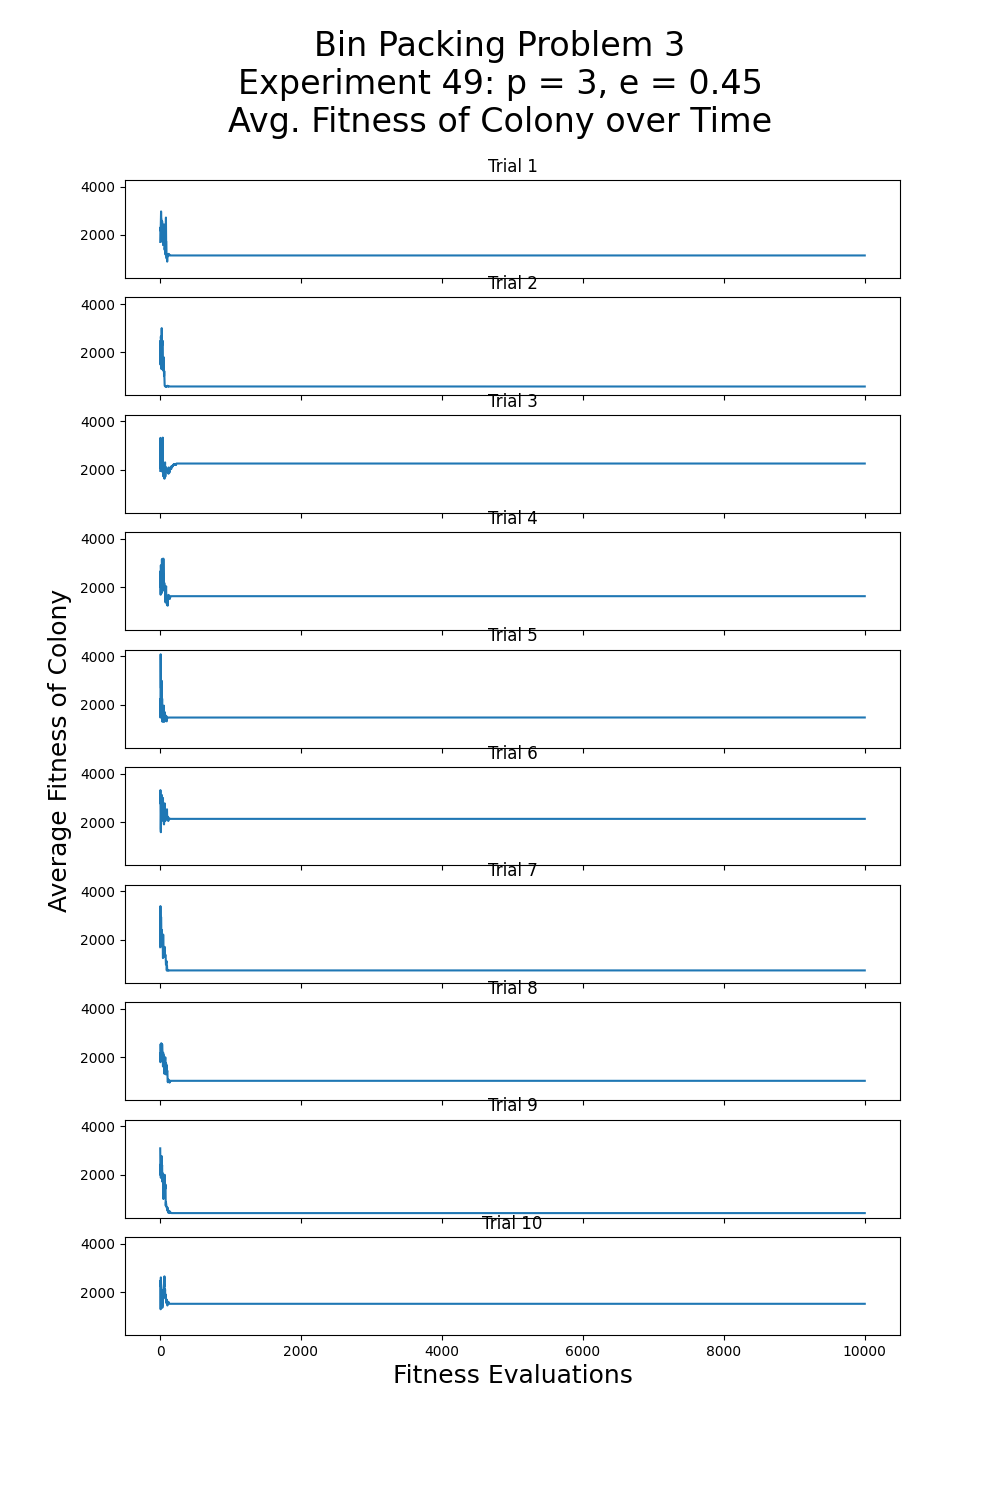 Bin Packing Problem 3
Experiment 49: p = 3, e = 0.45
Avg. Fitness of Colony over Time
Trial 1
4000
2000
Trial 2
4000
2000
Trial 3
4000
2000
Trial 4
4000
2000
Trial 5
4000
2000
Trial 6
4000
2000
Trial 7
4000
2000
Trial 8
4000
2000
Trial 9
4000
2000
Trial 10
4000
2000
0 2000 4000 6000 8000 10000
Fitness Evaluations
Average Fitness of Colony